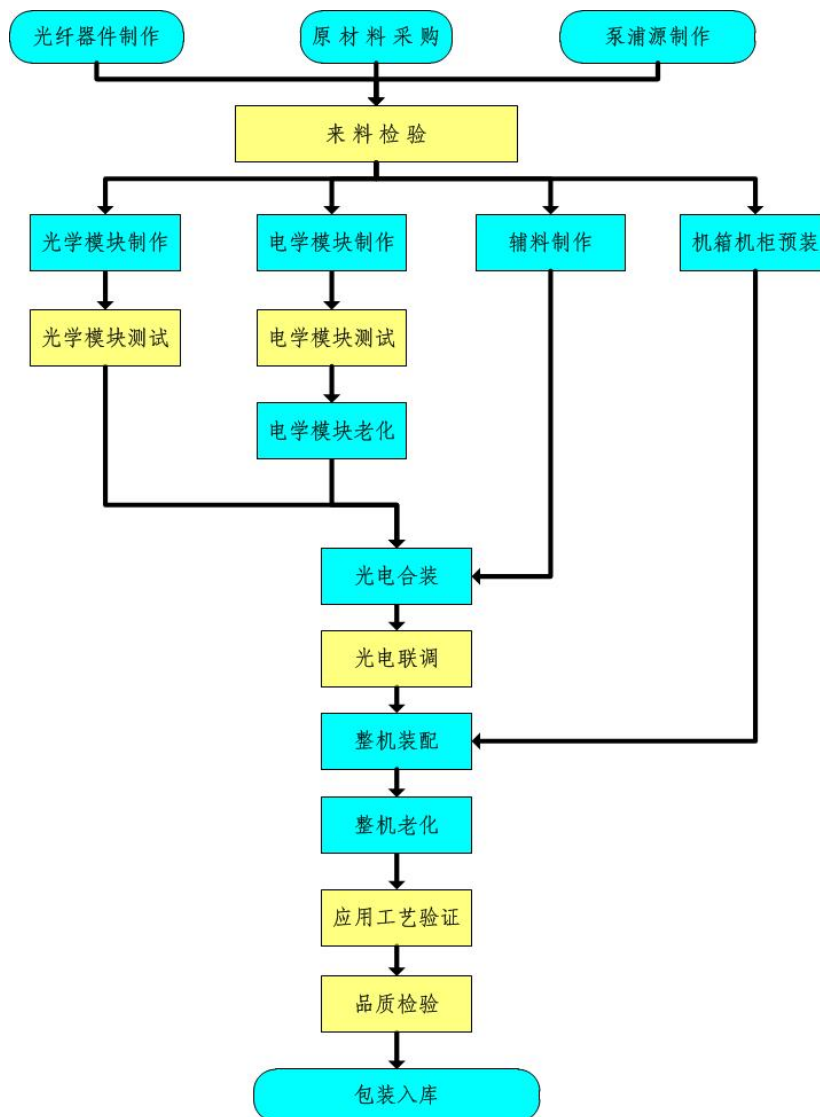 光纤器件制作
原材料采购
泵浦源制作
来料检验
光学模块制作
电学模块制作
辅料制作
机箱机柜预装
光学模块测试
电学模块测试
电学模块老化
光电合装
光电联调
整机装配
整机老化
应用工艺验证
品质检验
包装入库